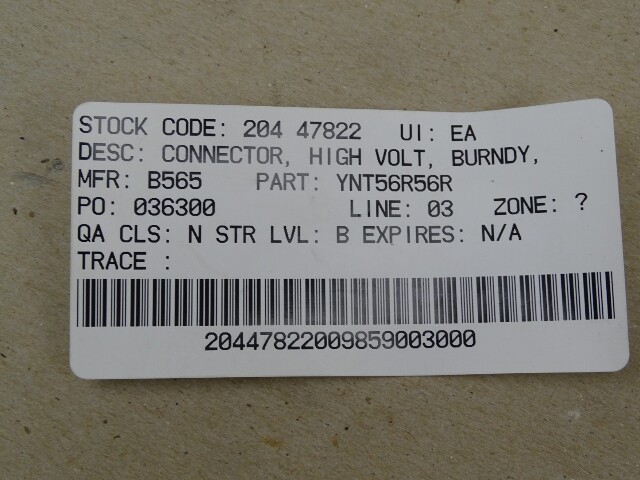 STOCK CODE: 204 47822 UI: EA
DESC: CONNECTOR, HIGH VOLT, BURNDY,
MFR: B565 PART: YNT56R56R
PO: 036300 LINE: 03 ZONE: ?
QA CLS: N STR LVL: B EXPIRES: N/A
TRACE :
20447822009859003000